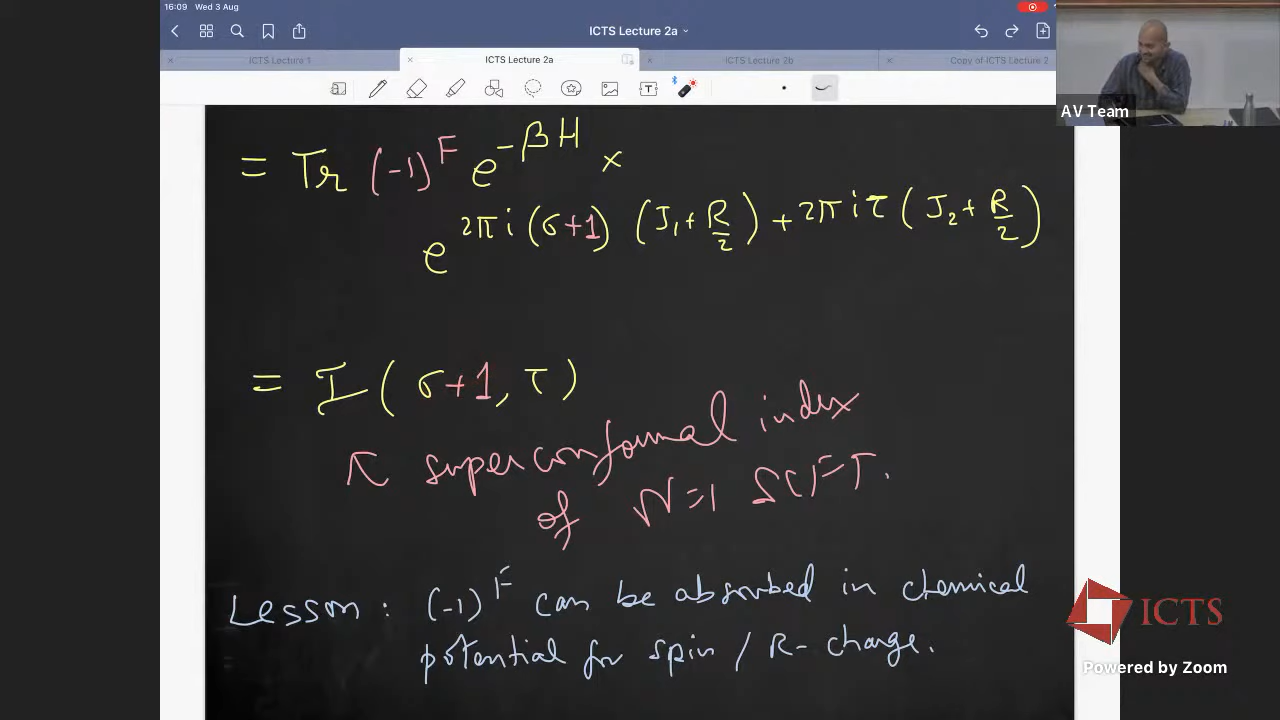 16:09 Wed 3 Aug
ICTS Lecture 2a
ICTS Lecture 1
ICTS Lecture 2a
ICTS Lecture 2b
Copy of ICTS Lecture 2
AV Team
= Tr (-1)^F e^{-βH} ×
e^{2πi(σ+1)(J₁+R/2)+2πiτ(J₂+R/2)}
= I(σ+1, τ)
↖ superconformal index
of N=1 SCFT.
Lesson: (-1)^F can be absorbed in chemical
potential for spin / R-charge.
ICTS
Powered by Zoom